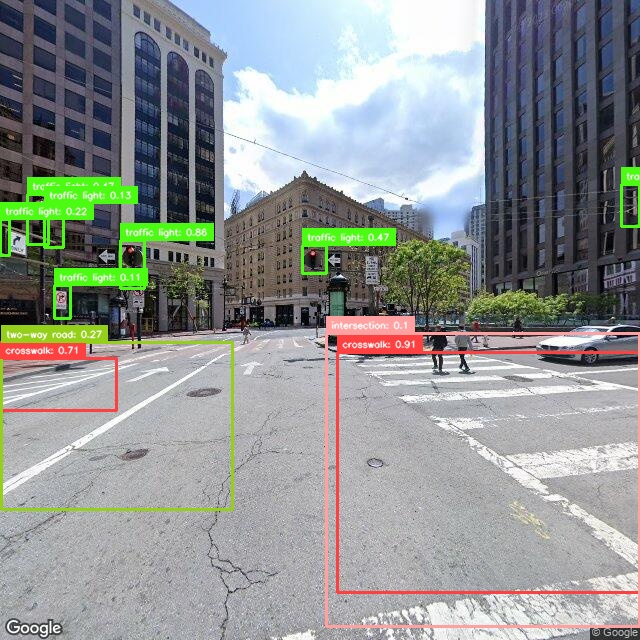 traffic light: 0.47
traffic light: 0.13
traffic light: 0.22
traffic light: 0.86
traffic light: 0.47
tra
traffic light: 0.11
two-way road: 0.27
crosswalk: 0.71
intersection: 0.1
crosswalk: 0.91
Google
© Google